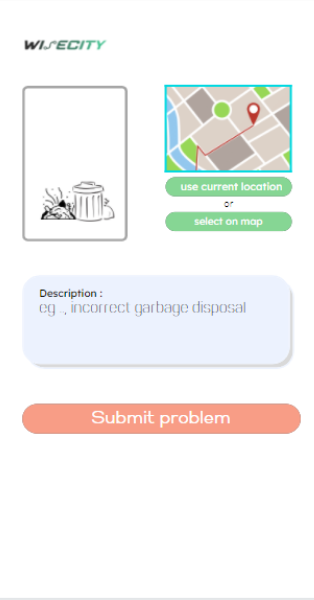 WISECITY
use current location
or
select on map
Description :
eg .., incorrect garbage disposal
Submit problem